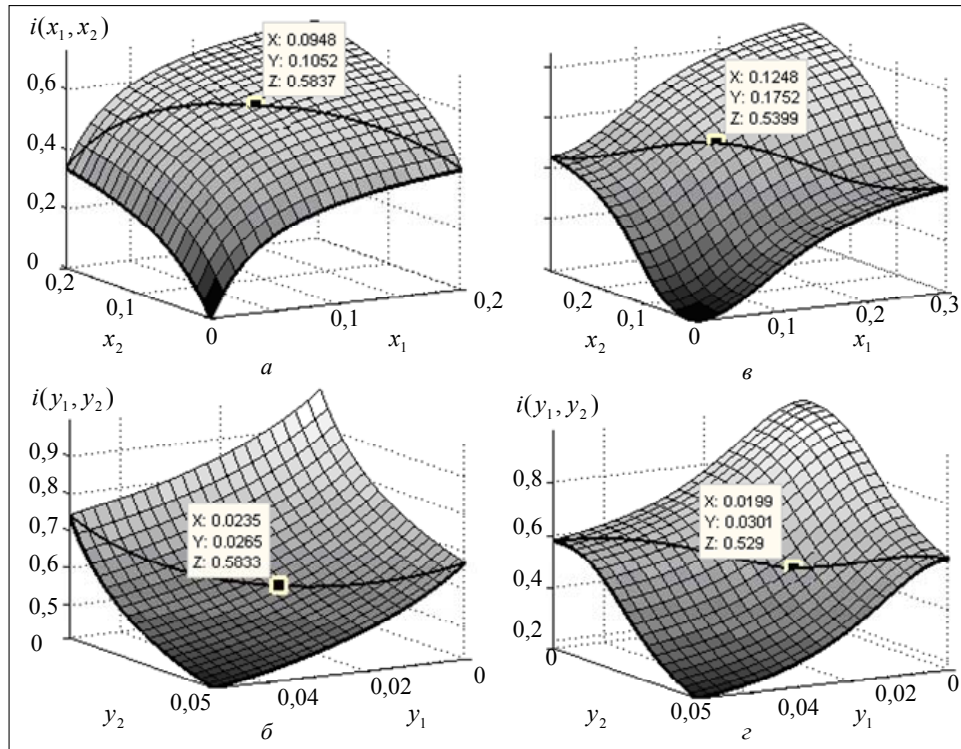 i(x₁, x₂)
0,6
0,4
0,2
0
0,2
0,1
x₂
0
0,1
x₁
0,2
X: 0.0948
Y: 0.1052
Z: 0.5837
а
X: 0.1248
Y: 0.1752
Z: 0.5399
0,2
0,1
x₂
0
0,1
0,2
x₁
0,3
в
i(y₁, y₂)
0,9
0,8
0,7
0,6
0,5
0
X: 0.0235
Y: 0.0265
Z: 0.5833
y₂
0,05
0,04
0,02
y₁
0
б
i(y₁, y₂)
0,8
0,6
0,4
0,2
0
X: 0.0199
Y: 0.0301
Z: 0.529
y₂
0,05
0,04
0,02
y₁
0
г